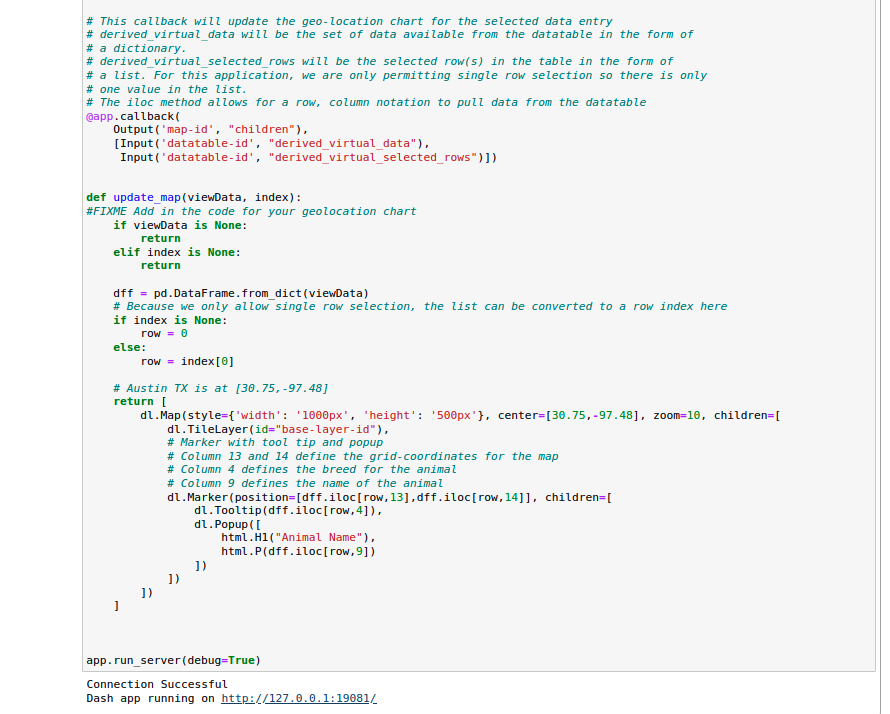 # This callback will update the geo-location chart for the selected data entry
# derived_virtual_data will be the set of data available from the datatable in the form of
# a dictionary.
# derived_virtual_selected_rows will be the selected row(s) in the table in the form of
# a list. For this application, we are only permitting single row selection so there is only
# one value in the list.
# The iloc method allows for a row, column notation to pull data from the datatable
@app.callback(
    Output('map-id', "children"),
    [Input('datatable-id', "derived_virtual_data"),
     Input('datatable-id', "derived_virtual_selected_rows")])
def update_map(viewData, index):
#FIXME Add in the code for your geolocation chart
    if viewData is None:
        return
    elif index is None:
        return
    dff = pd.DataFrame.from_dict(viewData)
    # Because we only allow single row selection, the list can be converted to a row index here
    if index is None:
        row = 0
    else:
        row = index[0]
    # Austin TX is at [30.75,-97.48]
    return [
        dl.Map(style={'width': '1000px', 'height': '500px'}, center=[30.75,-97.48], zoom=10, children=[
            dl.TileLayer(id="base-layer-id"),
            # Marker with tool tip and popup
            # Column 13 and 14 define the grid-coordinates for the map
            # Column 4 defines the breed for the animal
            # Column 9 defines the name of the animal
            dl.Marker(position=[dff.iloc[row,13],dff.iloc[row,14]], children=[
                dl.Tooltip(dff.iloc[row,4]),
                dl.Popup([
                    html.H1("Animal Name"),
                    html.P(dff.iloc[row,9])
                ])
            ])
        ])
    ]
app.run_server(debug=True)
Connection Successful
Dash app running on http://127.0.0.1:19081/